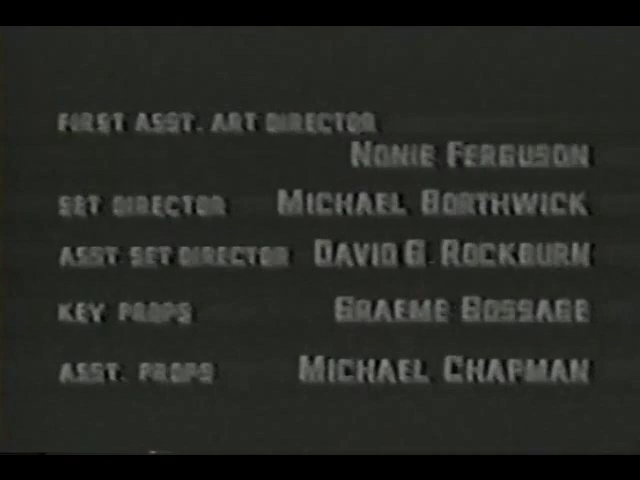 FIRST ASST. ART DIRECTOR
NONIE FERGUSON
SET DIRECTOR MICHAEL BORTHWICK
ASST SET DIRECTOR DAVID G. ROCKBURN
KEY PROPS GRAEME GOSSAGE
ASST. PROPS MICHAEL CHAPMAN